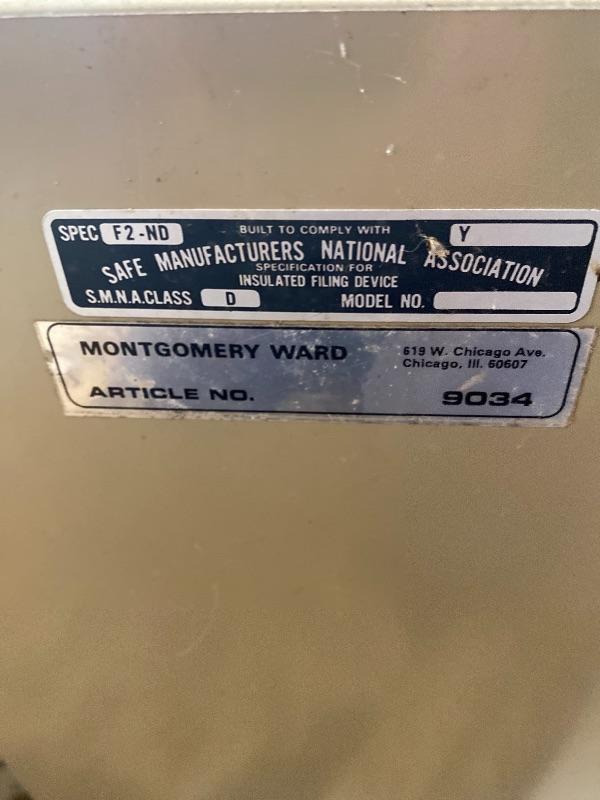 SPEC F2-ND BUILT TO COMPLY WITH Y
SAFE MANUFACTURERS NATIONAL ASSOCIATION
SPECIFICATION FOR
INSULATED FILING DEVICE
S.M.N.A.CLASS D MODEL NO.
MONTGOMERY WARD 619 W. Chicago Ave.
Chicago, Ill. 60607
ARTICLE NO. 9034